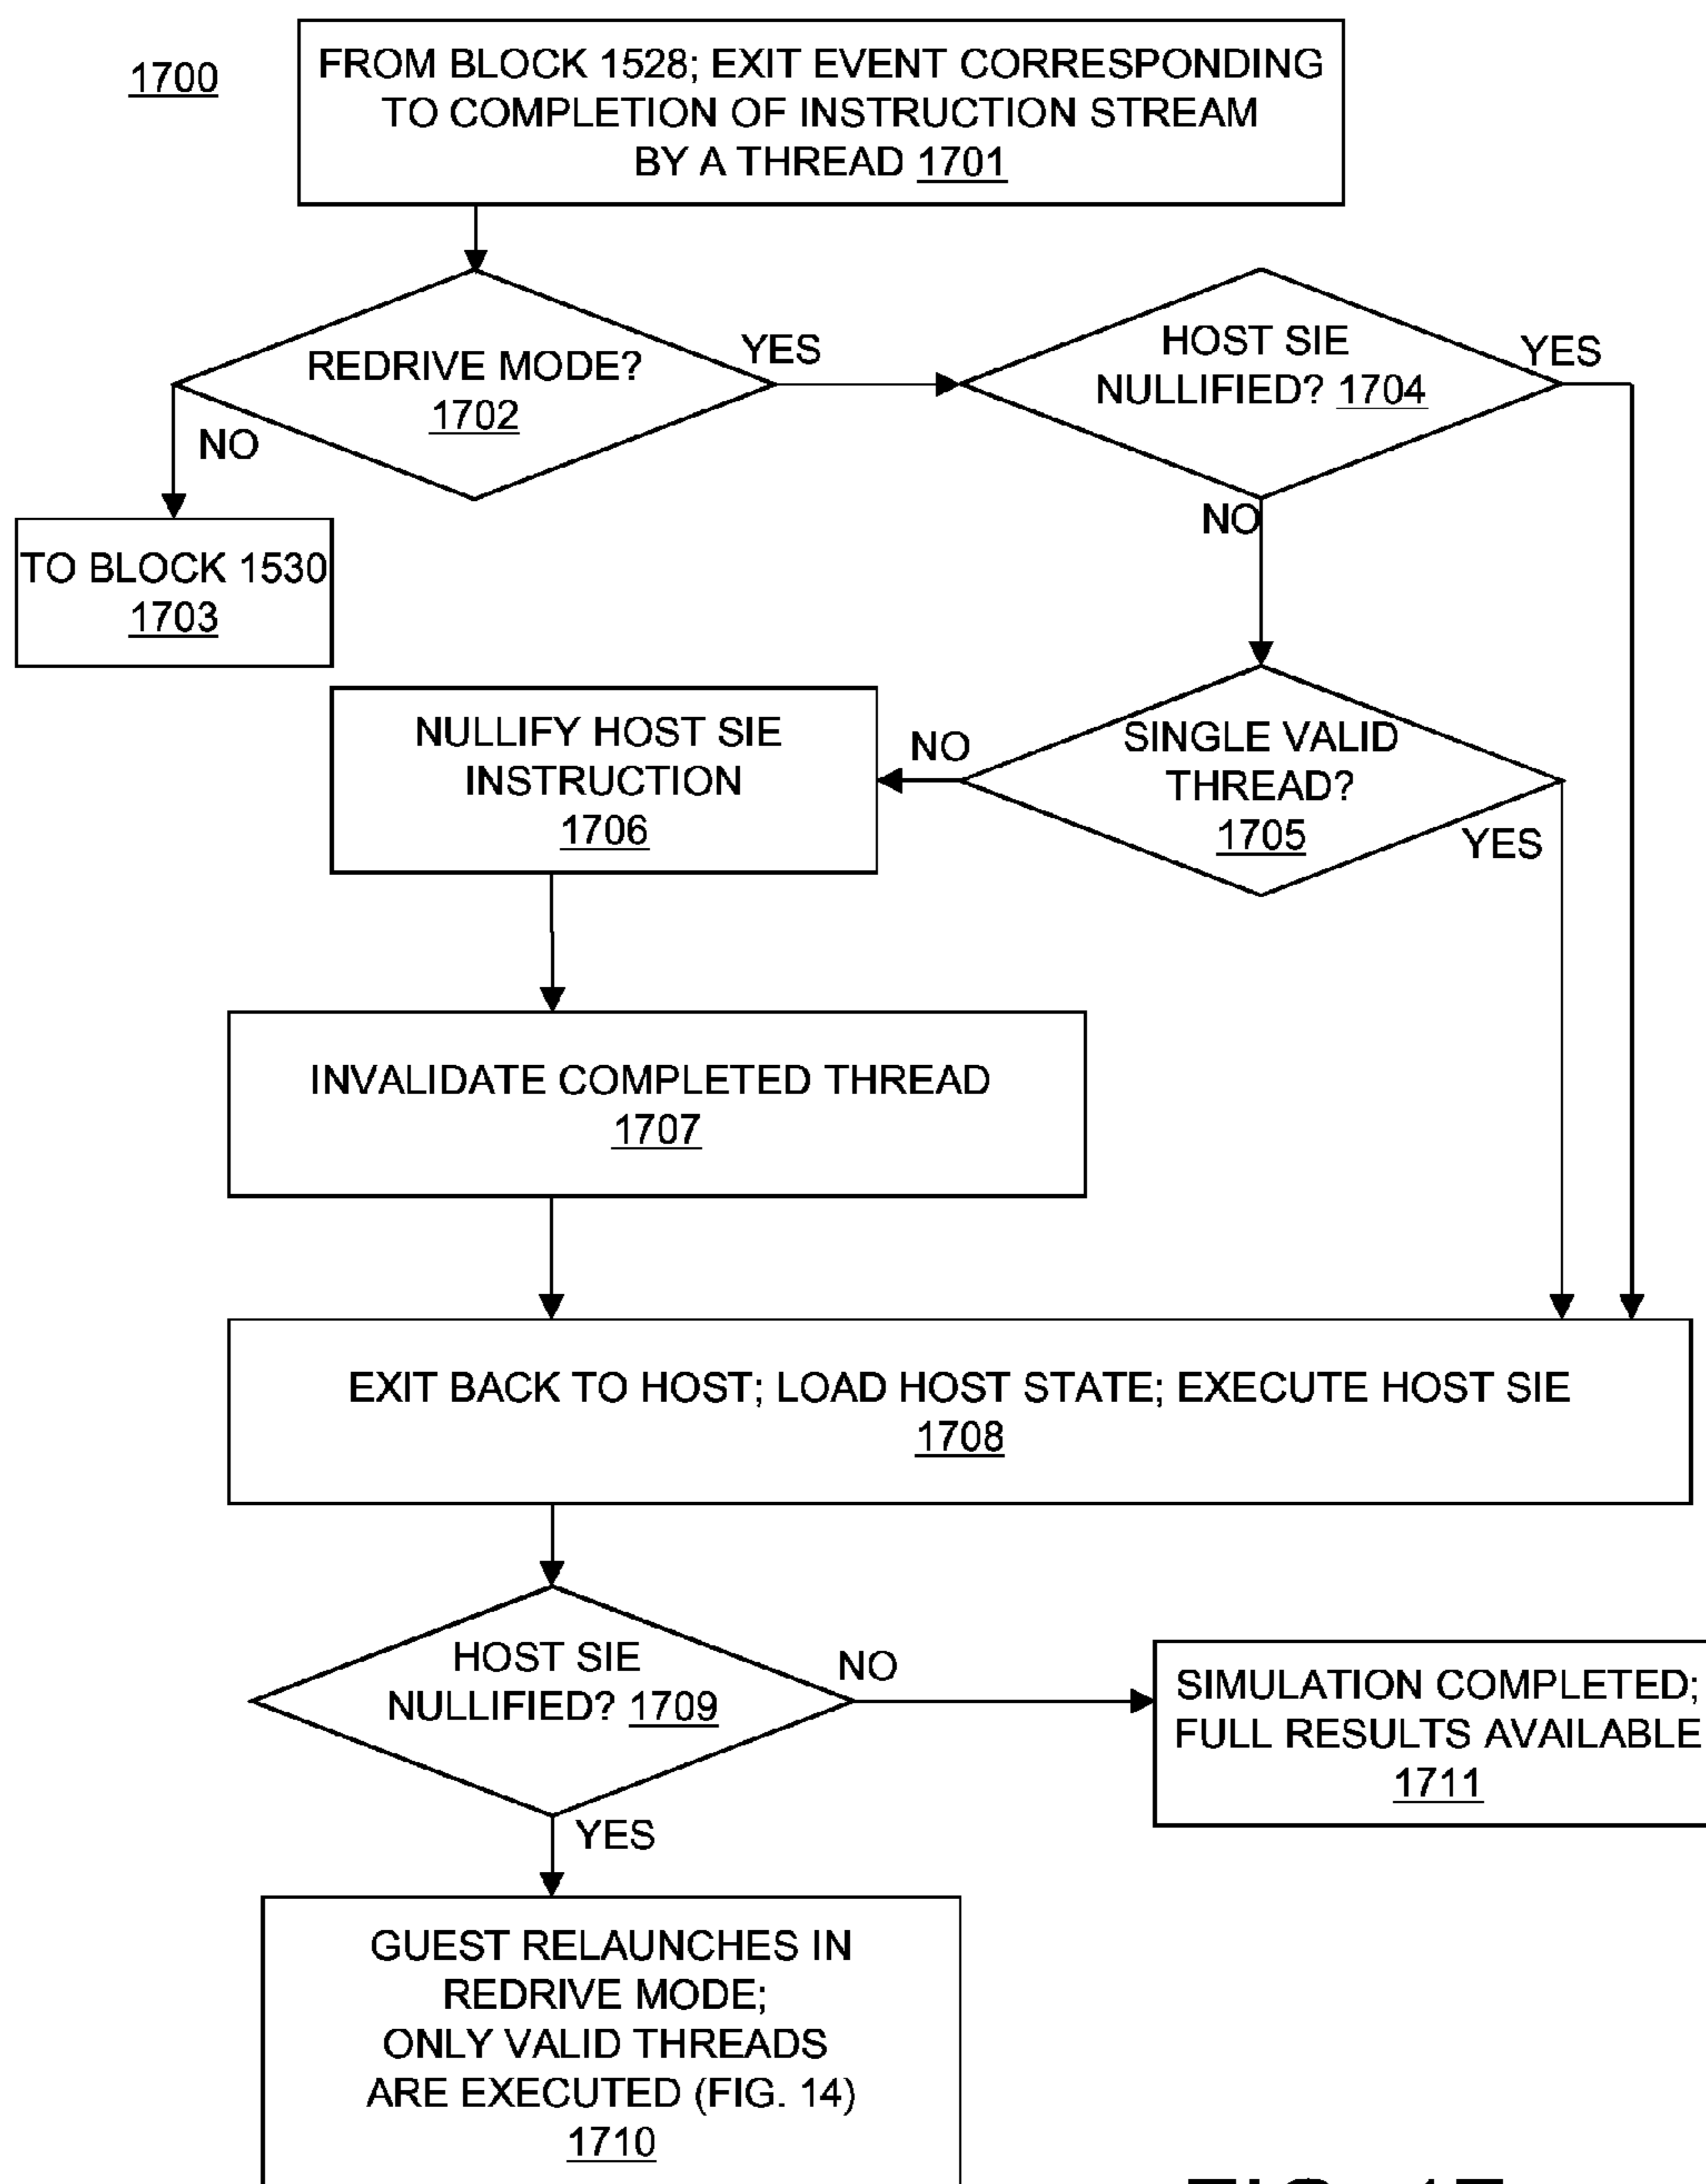 1700
FROM BLOCK 1528; EXIT EVENT CORRESPONDING
TO COMPLETION OF INSTRUCTION STREAM
BY A THREAD 1701
REDRIVE MODE?
1702
YES
NO
HOST SIE
NULLIFIED? 1704
YES
NO
TO BLOCK 1530
1703
SINGLE VALID
THREAD?
1705
NO
YES
NULLIFY HOST SIE
INSTRUCTION
1706
INVALIDATE COMPLETED THREAD
1707
EXIT BACK TO HOST; LOAD HOST STATE; EXECUTE HOST SIE
1708
HOST SIE
NULLIFIED? 1709
NO
YES
SIMULATION COMPLETED;
FULL RESULTS AVAILABLE
1711
GUEST RELAUNCHES IN
REDRIVE MODE;
ONLY VALID THREADS
ARE EXECUTED (FIG. 14)
1710